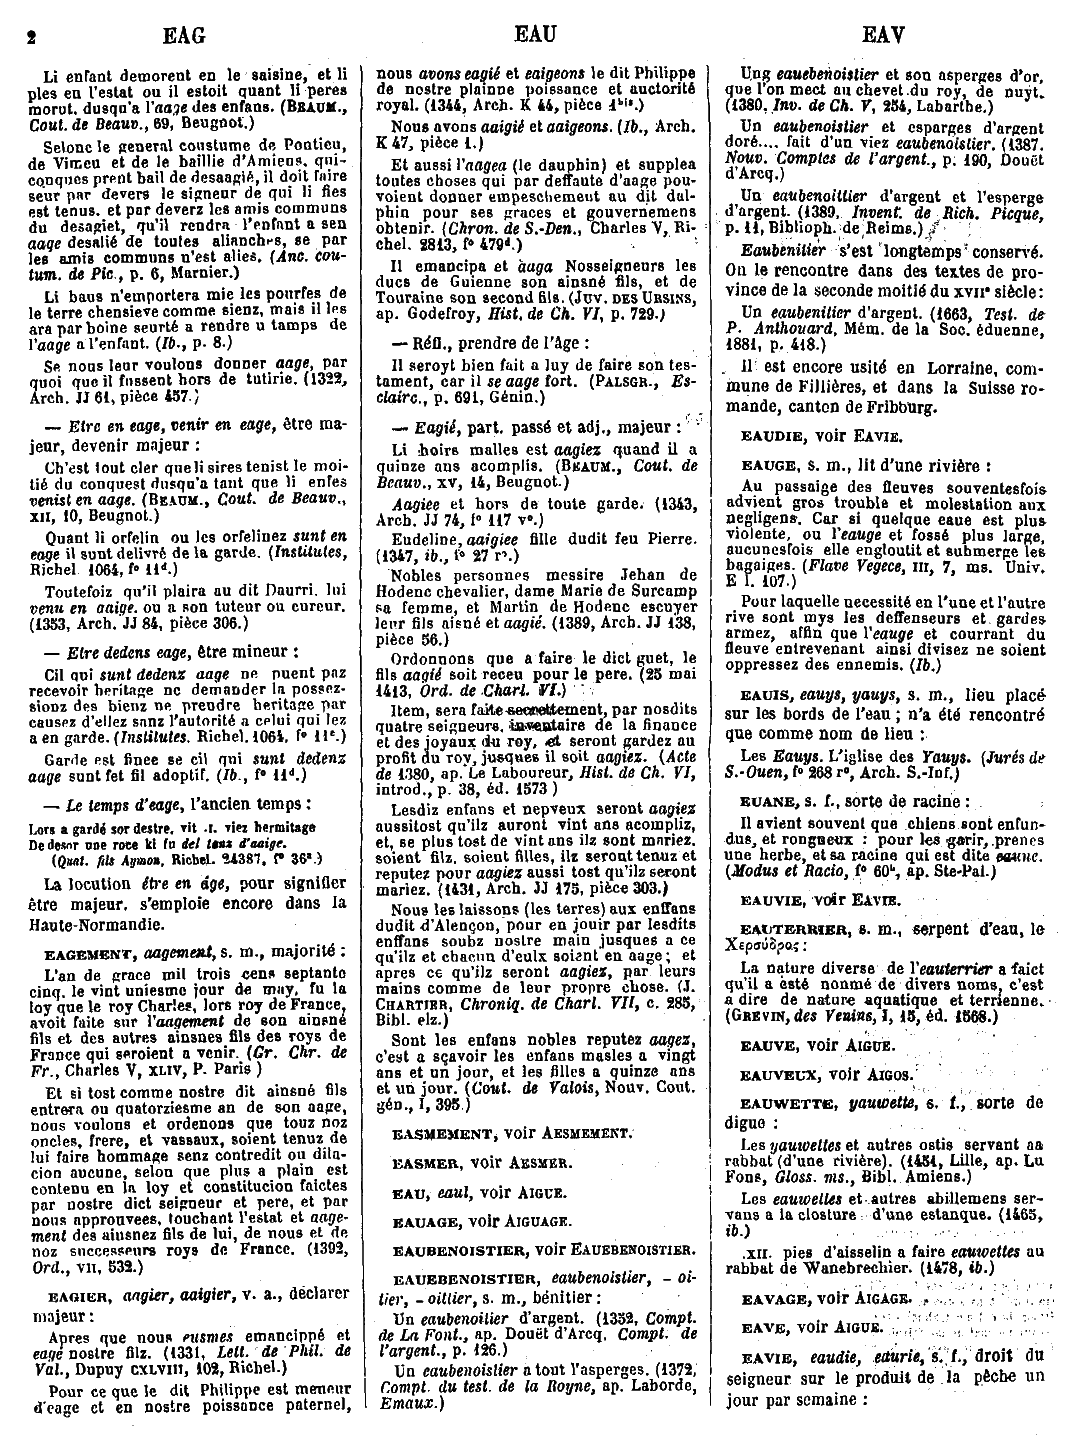 2 EAG EAU EAV
Li enfant demorent en le saisine, et li
ples en l'estat ou il estoit quant li peres
morut, dusqu'a l'aage des enfans. (BEAUM.,
Cout. de Beauv., 69, Beugnot.)
Selonc le general coustume de Pontieu,
de Vimeu et de le baillie d'Amiens, qui-
conques prent bail de desaagié, il doit faire
seur par devers le signeur de qui li fies
est tenus, et par deverz les amis communs
du desagiet, qu'il rendra l'enfant a sen
aage desalié de toutes alianches, se par
les amis communs n'est alies. (Anc. cou-
tum. de Pic., p. 6, Marnier.)
Li baus n'emportera mie les pourfes de
le terre chensieve comme sienz, mais il les
ara par boine seurté a rendre u tamps de
l'aage a l'enfant. (Ib., p. 8.)
Se nous leur voulons donner aage, par
quoi que il fussent hors de tutirie. (1322,
Arch. JJ 61, pièce 457.)
— Etre en eage, venir en eage, être ma-
jeur, devenir majeur :
Ch'est tout cler que li sires tenist le moi-
tié du conquest dusqu'a tant que li enfes
venist en aage. (BEAUM., Cout. de Beauv.,
XII, 10, Beugnot.)
Quant li orfelin ou les orfelinez sunt en
eage il sunt delivré de la garde. (Institutes,
Richel. 1064, f° 11d.)
Toutefoiz qu'il plaira au dit Daurri, lui
venu en aaige, ou a son tuteur ou cureur.
(1353, Arch. JJ 84, pièce 306.)
— Etre dedens eage, être mineur :
Cil qui sunt dedenz aage ne puent paz
recevoir heritage ne demander la possez-
sionz des bienz ne prendre heritage par
causez d'ellez sanz l'autorité a celui qui lez
a en garde. (Institutes, Richel. 1064, f° 11c.)
Garde est finee se cil qui sunt dedenz
aage sunt fet fil adoptif. (Ib., f° 11d.)
— Le temps d'eage, l'ancien temps :
Lors a gardé sor destre, vit .I. viez hermitage
De desor une roce ki fu del tanz d'aaige.
(Quat. fils Aymon, Richel. 24387, f° 36a.)
La locution être en âge, pour signifier
être majeur, s'emploie encore dans la
Haute-Normandie.
EAGEMENT, aagement, s. m., majorité :
L'an de grace mil trois cens septante
cinq, le vint uniesme jour de may, fu la
loy que le roy Charles, lors roy de France,
avoit faite sur l'aagement de son ainsné
fils et des autres ainsnes fils des roys de
France qui seroient a venir. (Gr. Chr. de
Fr., Charles V, XLIV, P. Paris )
Et si tost comme nostre dit ainsné fils
entrera ou quatorziesme an de son aage,
nous voulons et ordenons que touz noz
oncles, frere, et vassaux, soient tenuz de
lui faire hommage senz contredit ou dila-
cion aucune, selon que plus a plain est
contenu en la loy et constitucion faictes
par nostre dict seigneur et pere, et par
nous approuvees, touchant l'estat et aage-
ment des ainsnez fils de lui, de nous et de
noz successeurs roys de France. (1392,
Ord., VII, 532.)
EAGIER, aagier, aaigier, v. a., déclarer
majeur :
Apres que nous eusmes emancippé et
eagé nostre filz. (1331, Lett. de Phil. de
Val., Dupuy CXLVIII, 102, Richel.)
Pour ce que le dit Philippe est meneur
d'eage et en nostre poissance paternel,
nous avons eagié et eaigeons le dit Philippe
de nostre plainne poissance et auctorité
royal. (1344, Arch. K 44, pièce 1bis.)
Nous avons aaigié et aaigeons. (Ib., Arch.
K 47, pièce 1.)
Et aussi l'aagea (le dauphin) et supplea
toutes choses qui par deffaute d'aage pou-
voient donner empeschement au dit dal-
phin pour ses graces et gouvernemens
obtenir. (Chron. de S.-Den., Charles V, Ri-
chel. 2813, f° 479d.)
Il emancipa et àaga Nosseigneurs les
ducs de Guienne son ainsné fils, et de
Touraine son second fils. (JUV. DES URSINS,
ap. Godefroy, Hist. de Ch. VI, p. 729.)
— Réfl., prendre de l'âge :
Il seroyt bien fait a luy de faire son tes-
tament, car il se aage fort. (PALSGR., Es-
clairc., p. 691, Génin.)
— Eagié, part. passé et adj., majeur :
Li hoirs malles est aagiez quand il a
quinze ans acomplis. (BEAUM., Cout. de
Beauv., XV, 14, Beugnot.)
Aagiee et hors de toute garde. (1343,
Arch. JJ 74, f° 117 v°.)
Eudeline, aaigiee fille dudit feu Pierre.
(1347, ib., f° 27 r°.)
Nobles personnes messire Jehan de
Hodenc chevalier, dame Marie de Surcamp
sa femme, et Martin de Hodenc escuyer
leur fils aisné et aagié. (1389, Arch. JJ 138,
pièce 56.)
Ordonnons que a faire le dict guet, le
fils aagié soit receu pour le pere. (25 mai
1413, Ord. de Charl. VI.)
Item, sera faite secrettement, par nosdits
quatre seigneurs, inventaire de la finance
et des joyaux du roy, et seront gardez au
profit du roy, jusques il soit aagiez. (Acte
de 1380, ap. Le Laboureur, Hist. de Ch. VI,
introd., p. 38, éd. 1573 )
Lesdiz enfans et nepveux seront aagiez
aussitost qu'ilz auront vint ans acompliz,
et, se plus tost de vint ans ilz sont mariez,
soient filz, soient filles, ilz seront tenuz et
reputez pour aagiez aussi tost qu'ilz seront
mariez. (1431, Arch. JJ 175, pièce 303.)
Nous les laissons (les terres) aux enffans
dudit d'Alençon, pour en jouir par lesdits
enffans soubz nostre main jusques a ce
qu'ilz et chacun d'eulx soient en aage ; et
apres ce qu'ilz seront aagiez, par leurs
mains comme de leur propre chose. (J.
CHARTIER, Chroniq. de Charl. VII, c. 285,
Bibl. elz.)
Sont les enfans nobles reputez aagez,
c'est a sçavoir les enfans masles a vingt
ans et un jour, et les filles a quinze ans
et un jour. (Cout. de Valois, Nouv. Cout.
gén., I, 395.)
EASMEMENT, voir AESMEMENT.
EASMER, voir AESMER.
EAU, eaul, voir AIGUE.
EAUAGE, voir AIGUAGE.
EAUBENOISTIER, voir EAUEBENOISTIER.
EAUEBENOISTIER, eaubenoistier, - oi-
tier, - oittier, s. m., bénitier :
Un eaubenoitier d'argent. (1352, Compt.
de La Font., ap. Douët d'Arcq, Compt. de
l'argent., p. 126.)
Un eaubenoistier a tout l'asperges. (1372,
Compt. du test. de la Royne, ap. Laborde,
Emaux.)
Ung eauebenoistier et son asperges d'or,
que l'on mect au chevet du roy, de nuyt.
(1380, Inv. de Ch. V, 254, Labarthe.)
Un eaubenoistier et esparges d'argent
doré.... fait d'un viez eaubenoistier. (1387,
Nouv. Comptes de l'argent., p. 190, Douët
d'Arcq.)
Un eaubenoittier d'argent et l'esperge
d'argent. (1389, Invent. de Rich. Picque,
p. 11, Biblioph. de Reims.)
Eaubenitier s'est longtemps conservé.
On le rencontre dans des textes de pro-
vince de la seconde moitié du XVIIe siècle :
Un eaubenitier d'argent. (1663, Test. de
P. Anthouard, Mém. de la Soc. éduenne,
1881, p. 418.)
Il est encore usité en Lorraine, com-
mune de Fillières, et dans la Suisse ro-
mande, canton de Fribburg.
EAUDIE, voir EAVIE.
EAUGE, s. m., lit d'une rivière :
Au passaige des fleuves souventesfois
advient gros trouble et molestation aux
negligens. Car si quelque eaue est plus
violente, ou l'eauge et fossé plus large,
aucunesfois elle engloutit et submerge les
bagaiges. (Flave Vegece, III, 7, ms. Univ.
E I. 107.)
Pour laquelle necessité en l'une et l'autre
rive sont mys les deffenseurs et gardes
armez, affin que l'eauge et courrant du
fleuve entrevenant ainsi divisez ne soient
oppressez des ennemis. (Ib.)
EAUIS, eauys, yauys, s. m., lieu placé
sur les bords de l'eau ; n'a été rencontré
que comme nom de lieu :
Les Eauys. L'iglise des Yauys. (Jurés de
S.-Ouen, f° 268 r°, Arch. S.-Inf.)
EUANE, s. f., sorte de racine :
Il avient souvent que chiens sont enfun-
dus, et rongneux : pour les garir, prenes
une herbe, et sa racine qui est dite eaunc.
(Modus et Racio, f° 60b, ap. Ste-Pal.)
EAUVIE, voir EAVIE.
EAUTERRIER, s. m., serpent d'eau, le
Χερσύδρος :
La nature diverse de l'eauterrier a faict
qu'il a esté nonmé de divers noms, c'est
a dire de nature aquatique et terrienne.
(GREVIN, des Venins, I, 15, éd. 1568.)
EAUVE, voir AIGUE.
EAUVEUX, voir AIGOS.
EAUWETTE, yauwette, s. f., sorte de
digue :
Les yauwettes et autres ostis servant aa
rabbat (d'une rivière). (1451, Lille, ap. La
Fons, Gloss. ms., Bibl. Amiens.)
Les eauwettes et autres abillemens ser-
vans a la closture d'une estanque. (1465,
ib.)
.XII. pies d'aisselin a faire eauwettes au
rabbat de Wanebrechier. (1478, ib.)
EAVAGE, voir AIGAGE.
EAVE, voir AIGUE.
EAVIE, eaudie, eaurie, s. f., droit du
seigneur sur le produit de la pêche un
jour par semaine :